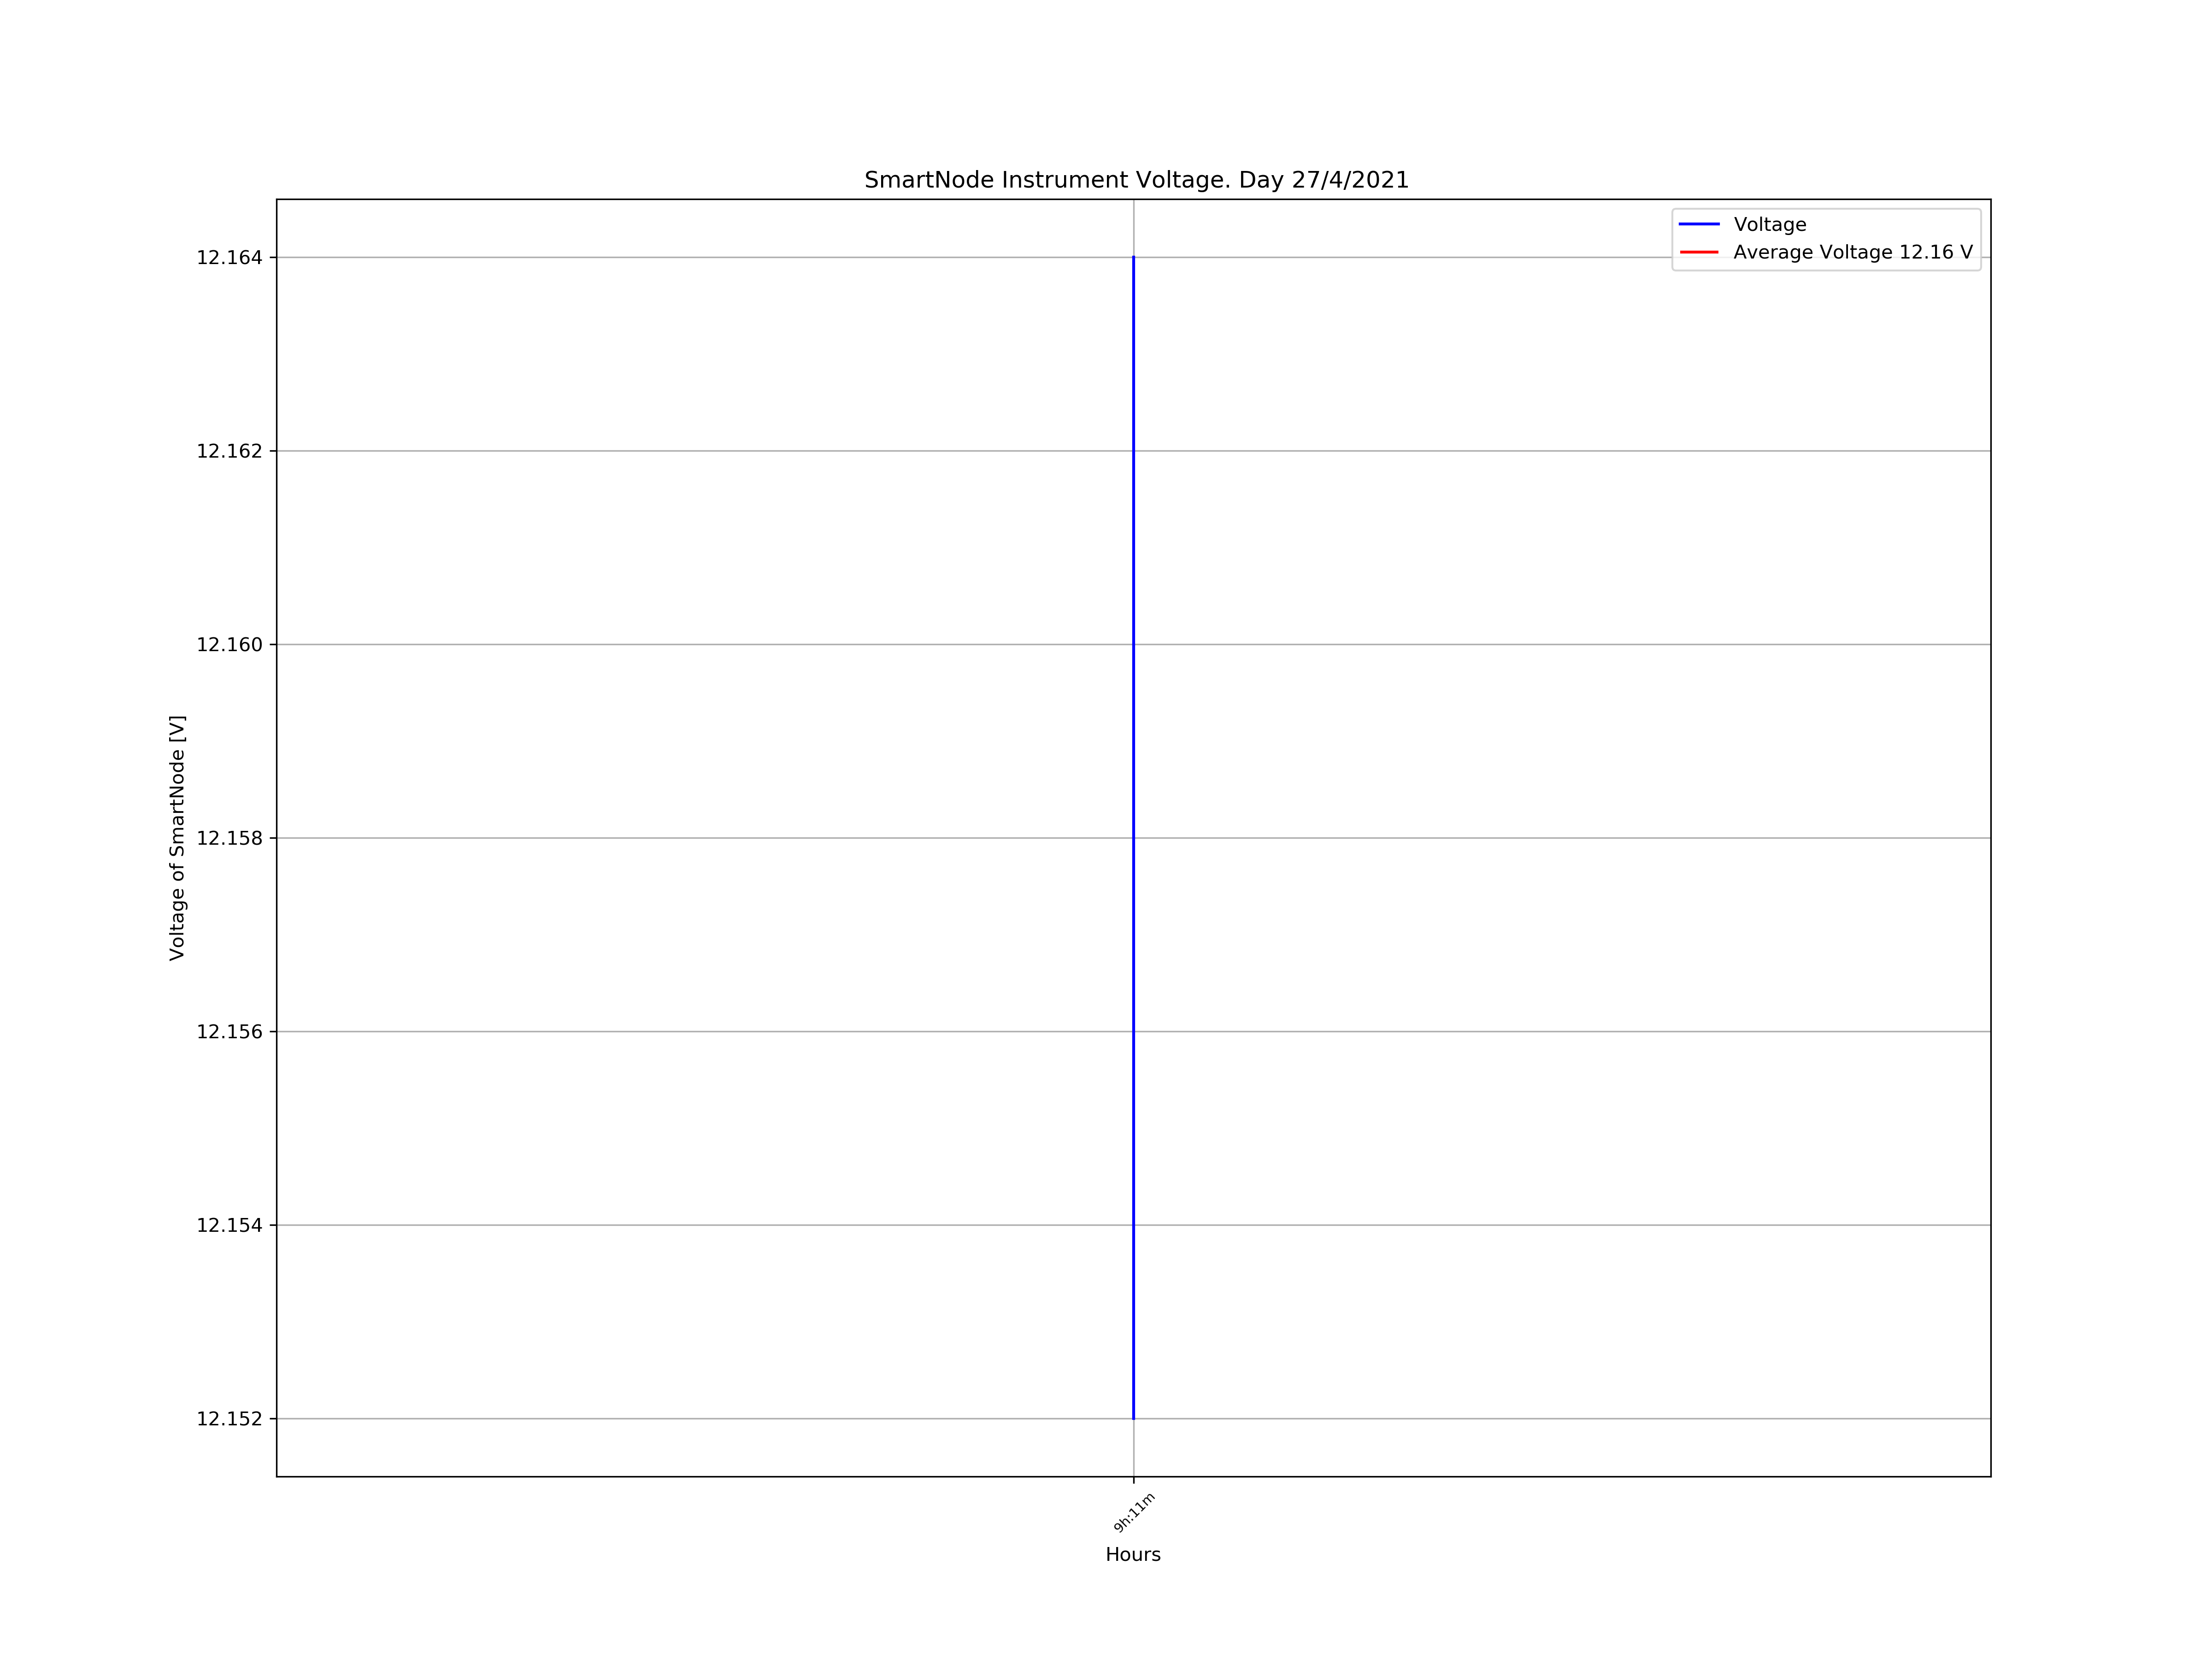 SmartNode Instrument Voltage. Day 27/4/2021
Voltage
Average Voltage 12.16 V
12.164
12.162
12.160
12.158
12.156
12.154
12.152
Voltage of SmartNode [V]
9h:11m
Hours